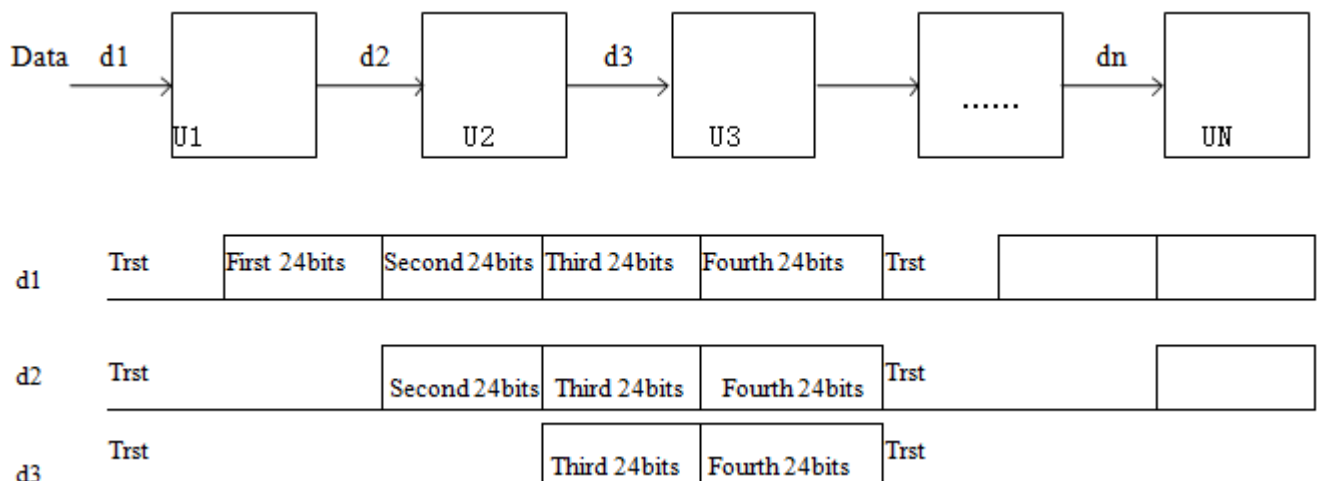 Data d1 d2 d3 dn
......
U1 U2 U3 UN
d1 Trst First 24bits Second 24bits Third 24bits Fourth 24bits Trst
d2 Trst Second 24bits Third 24bits Fourth 24bits Trst
d3 Trst Third 24bits Fourth 24bits Trst